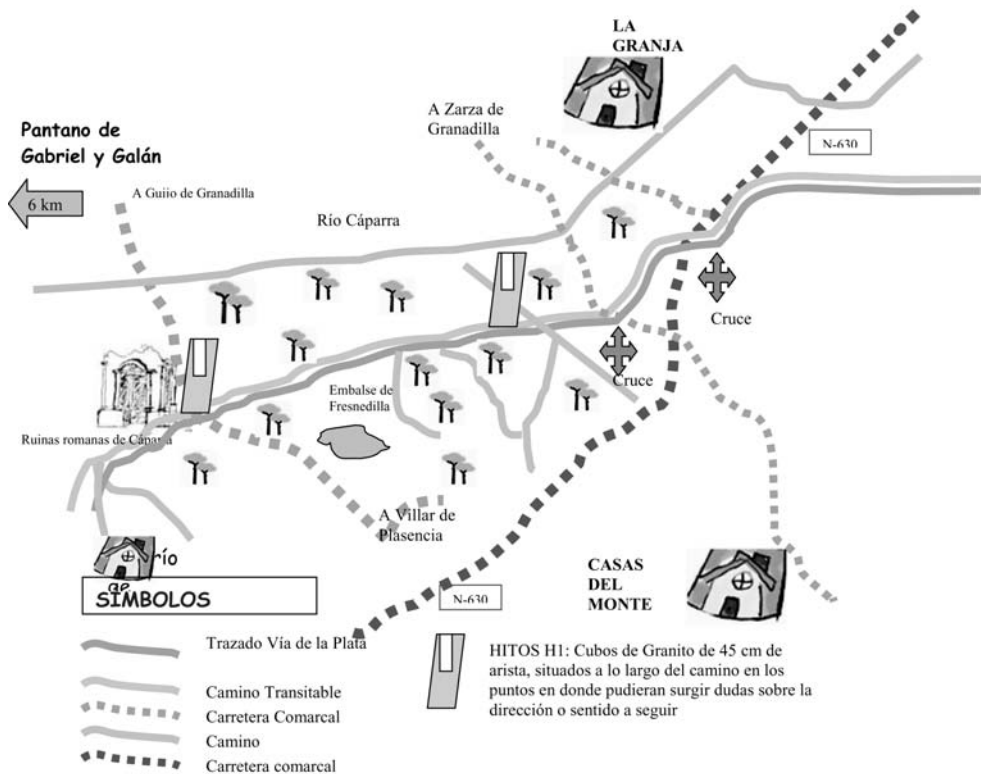 LA
GRANJA
A Zarza de
Granadilla
N-630
Pantano de
Gabriel y Galán
6 km
A Guiio de Granadilla
Río Cáparra
Cruce
Cruce
Embalse de
Fresnedilla
Ruinas romanas de Cáparra
A Villar de
Plasencia
río
SÍMBOLOS
N-630
CASAS
DEL
MONTE
Trazado Vía de la Plata
Camino Transitable
Carretera Comarcal
Camino
Carretera comarcal
HITOS H1: Cubos de Granito de 45 cm de
arista, situados a lo largo del camino en los
puntos en donde pudieran surgir dudas sobre la
dirección o sentido a seguir